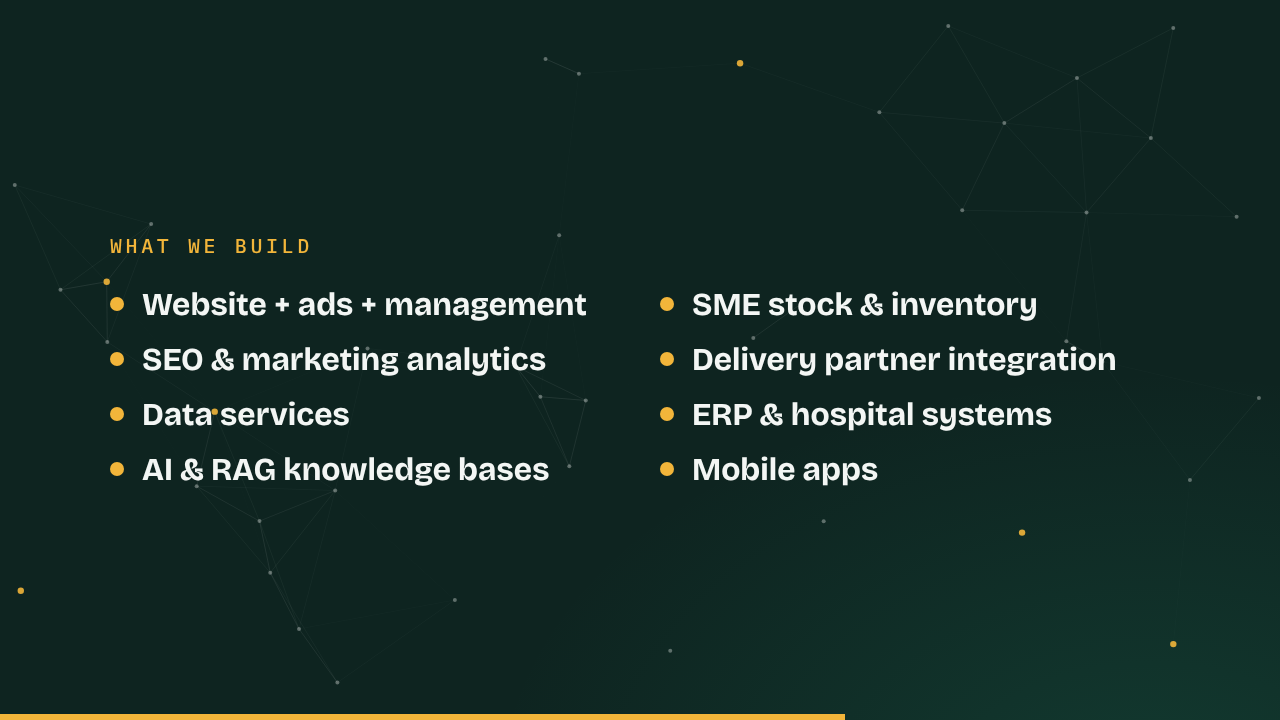 WHAT WE BUILD
Website + ads + management
SEO & marketing analytics
Data services
AI & RAG knowledge bases
SME stock & inventory
Delivery partner integration
ERP & hospital systems
Mobile apps